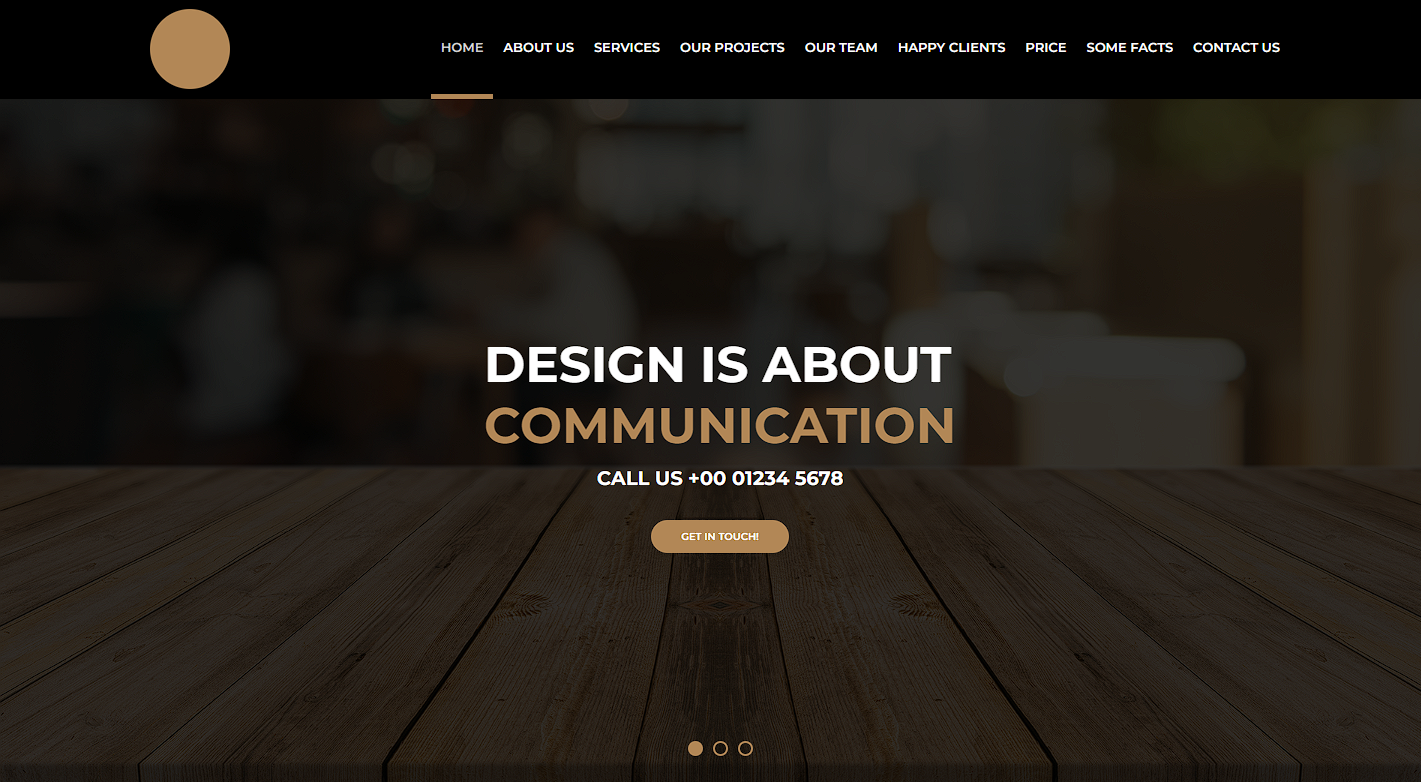 HOME ABOUT US SERVICES OUR PROJECTS OUR TEAM HAPPY CLIENTS PRICE SOME FACTS CONTACT US
DESIGN IS ABOUT
COMMUNICATION
CALL US +00 01234 5678
GET IN TOUCH!